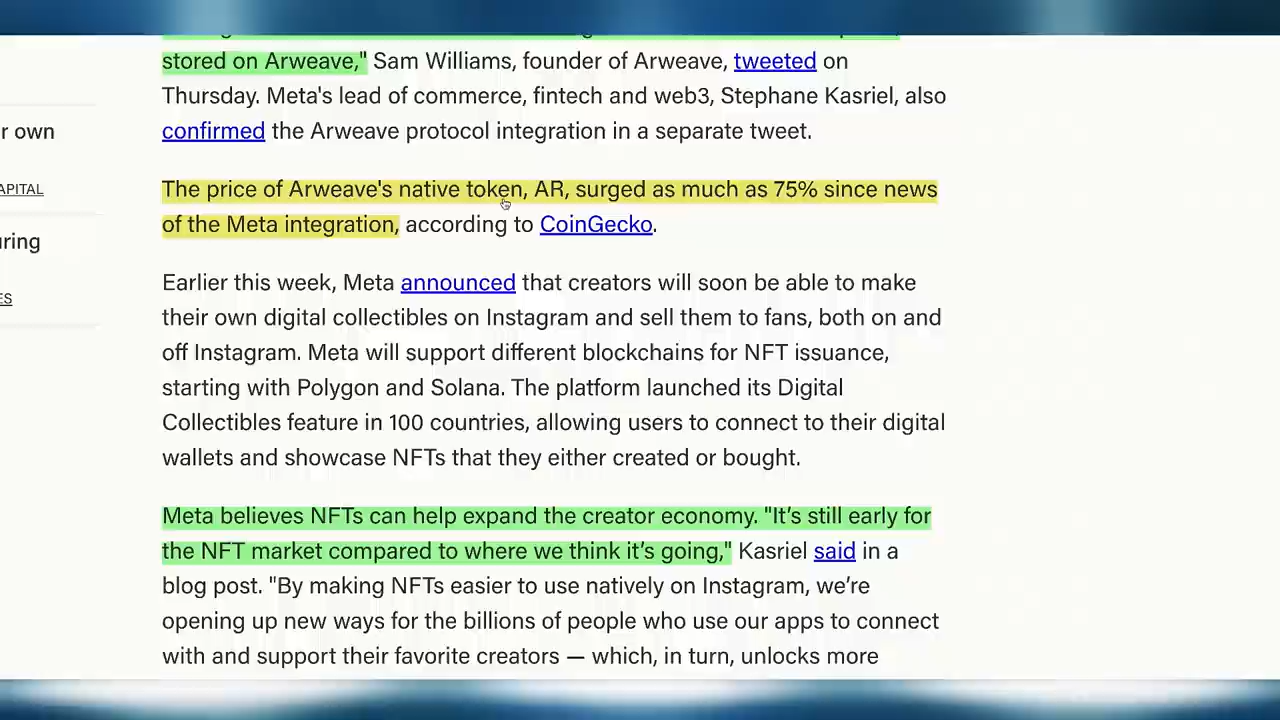 stored on Arweave," Sam Williams, founder of Arweave, tweeted on
Thursday. Meta's lead of commerce, fintech and web3, Stephane Kasriel, also
confirmed the Arweave protocol integration in a separate tweet.
The price of Arweave's native token, AR, surged as much as 75% since news
of the Meta integration, according to CoinGecko.
Earlier this week, Meta announced that creators will soon be able to make
their own digital collectibles on Instagram and sell them to fans, both on and
off Instagram. Meta will support different blockchains for NFT issuance,
starting with Polygon and Solana. The platform launched its Digital
Collectibles feature in 100 countries, allowing users to connect to their digital
wallets and showcase NFTs that they either created or bought.
Meta believes NFTs can help expand the creator economy. "It’s still early for
the NFT market compared to where we think it’s going," Kasriel said in a
blog post. "By making NFTs easier to use natively on Instagram, we’re
opening up new ways for the billions of people who use our apps to connect
with and support their favorite creators — which, in turn, unlocks more
r own
APITAL
uring
ES